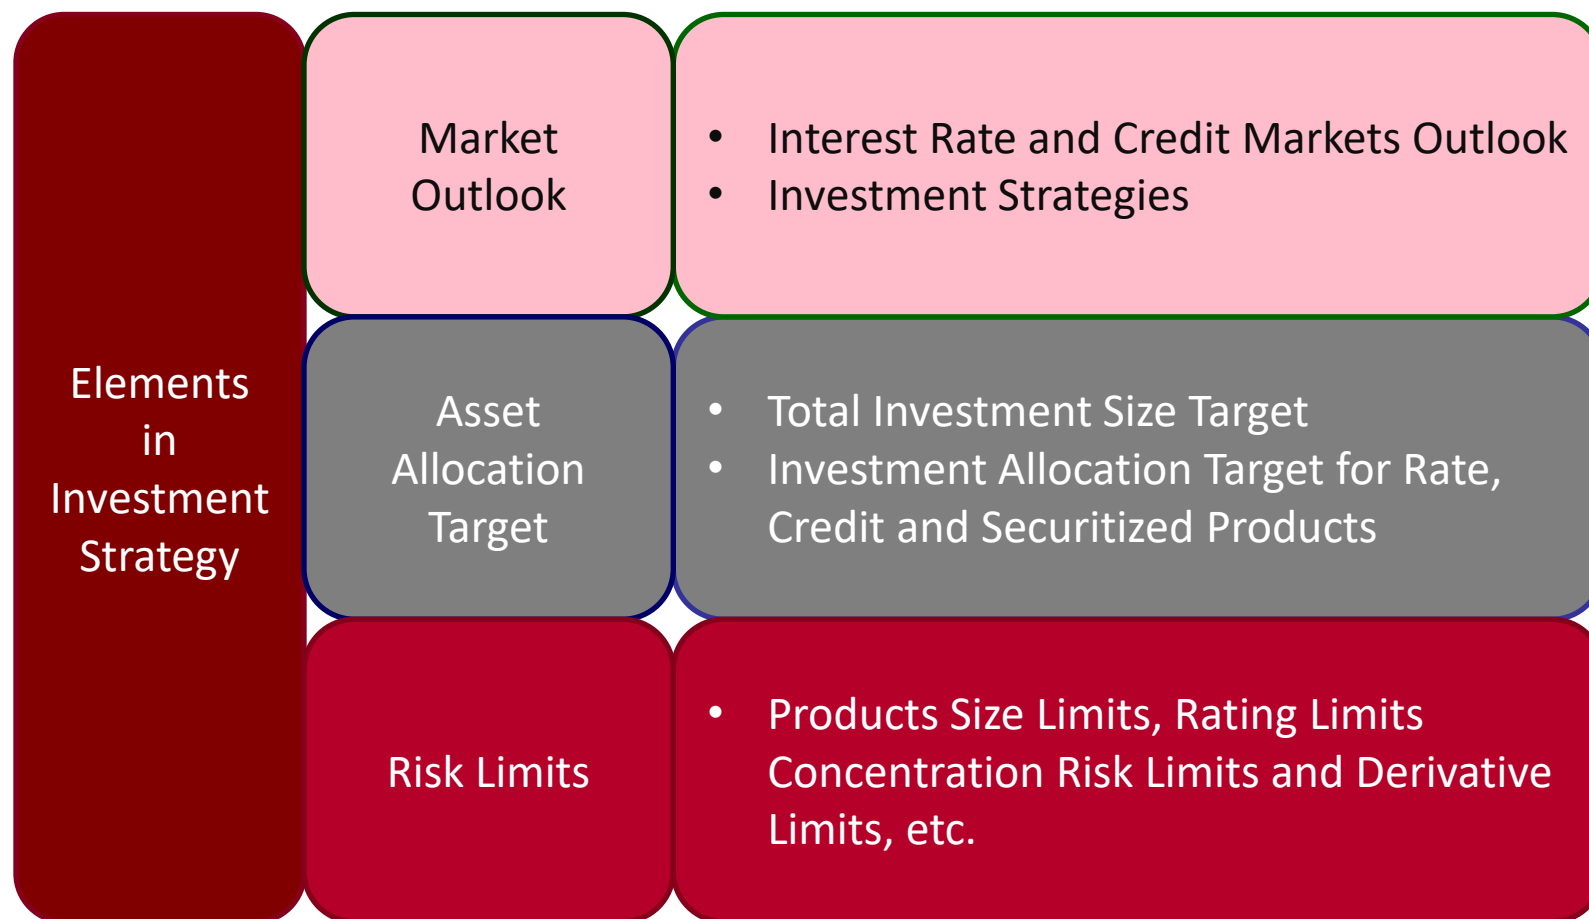 Elements
in
Investment
Strategy
Market
Outlook
• Interest Rate and Credit Markets Outlook
• Investment Strategies
Asset
Allocation
Target
• Total Investment Size Target
• Investment Allocation Target for Rate,
Credit and Securitized Products
Risk Limits
• Products Size Limits, Rating Limits
Concentration Risk Limits and Derivative
Limits, etc.